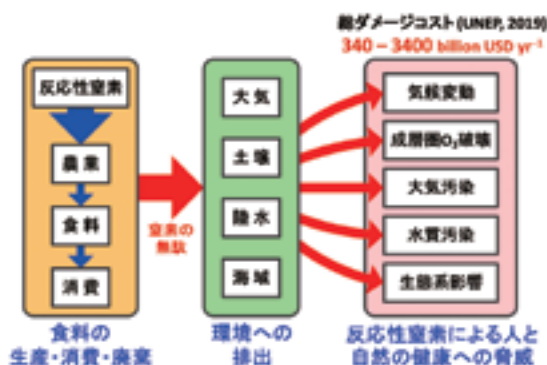 総ダメージコスト(UNEP, 2019)
340 – 3400 billion USD yr⁻¹
反応性窒素
農業
食料
消費
窒素の
無駄
大気
土壌
陸水
海域
気候変動
成層圏O₃破壊
大気汚染
水質汚染
生態系影響
食料の
生産・消費・廃棄
環境への
排出
反応性窒素による人と
自然の健康への脅威